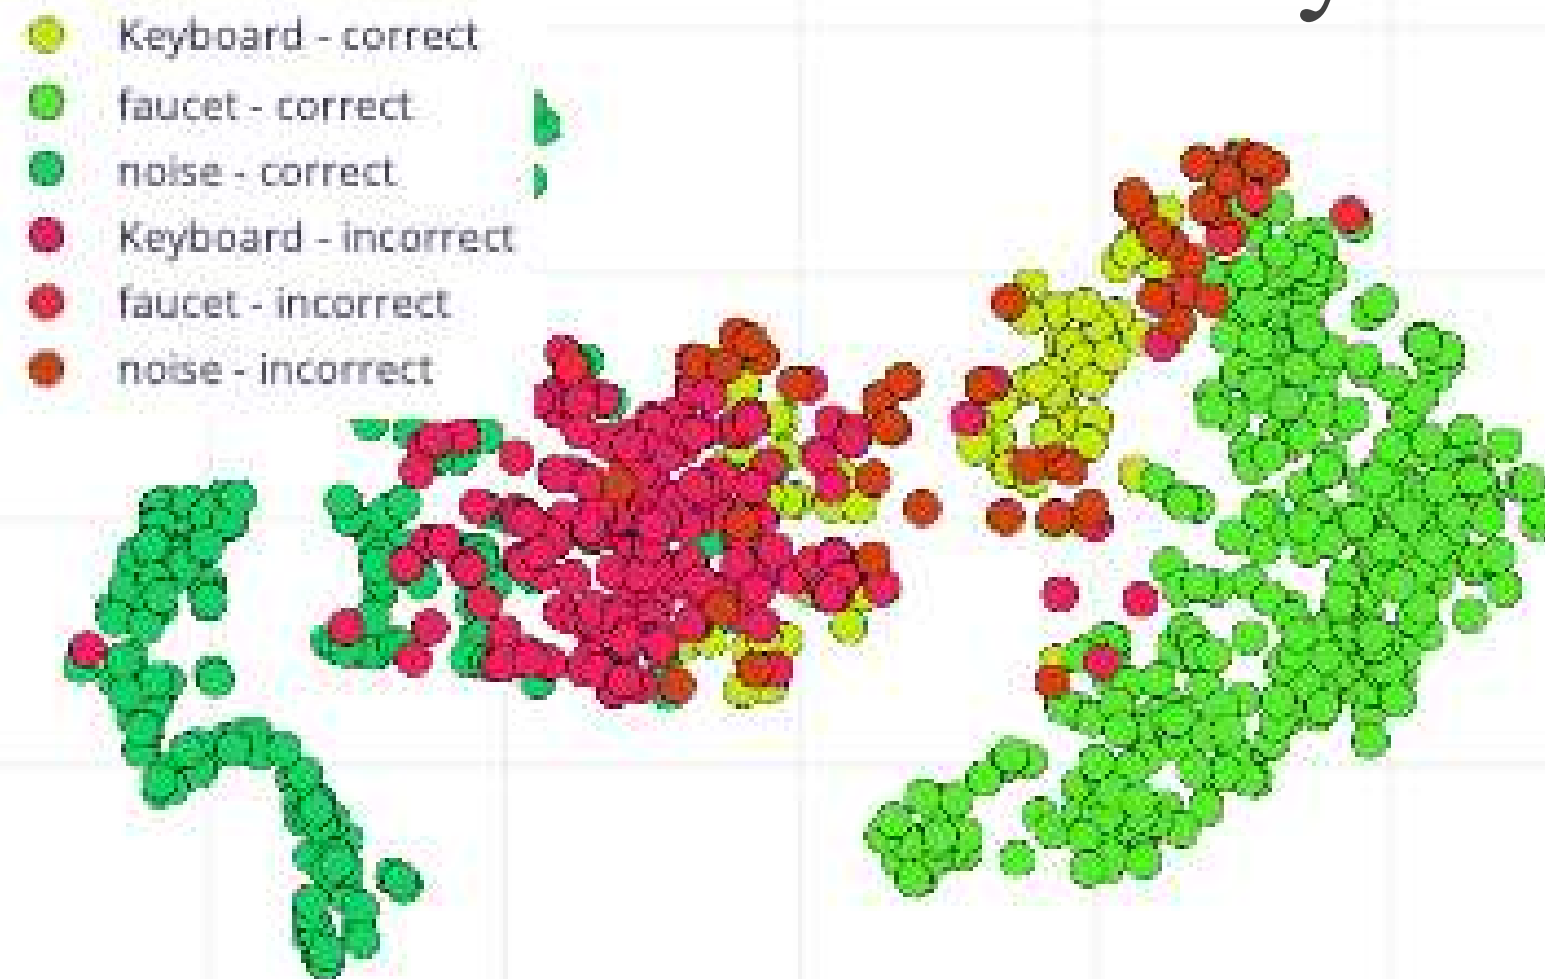 Keyboard - correct
faucet - correct
noise - correct
Keyboard - incorrect
faucet - incorrect
noise - incorrect